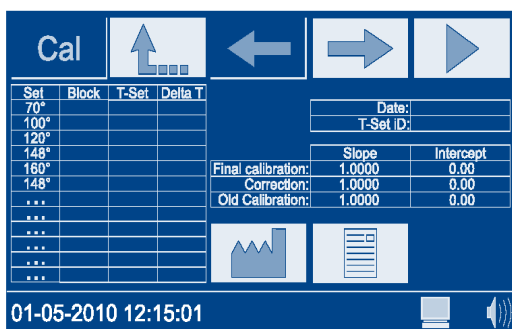 Cal
Set Block T-Set Delta T
70°
100°
120°
148°
160°
148°
...
...
...
...
...
...
Date:
T-Set iD:
Slope Intercept
Final calibration: 1.0000 0.00
Correction: 1.0000 0.00
Old Calibration: 1.0000 0.00
01-05-2010 12:15:01